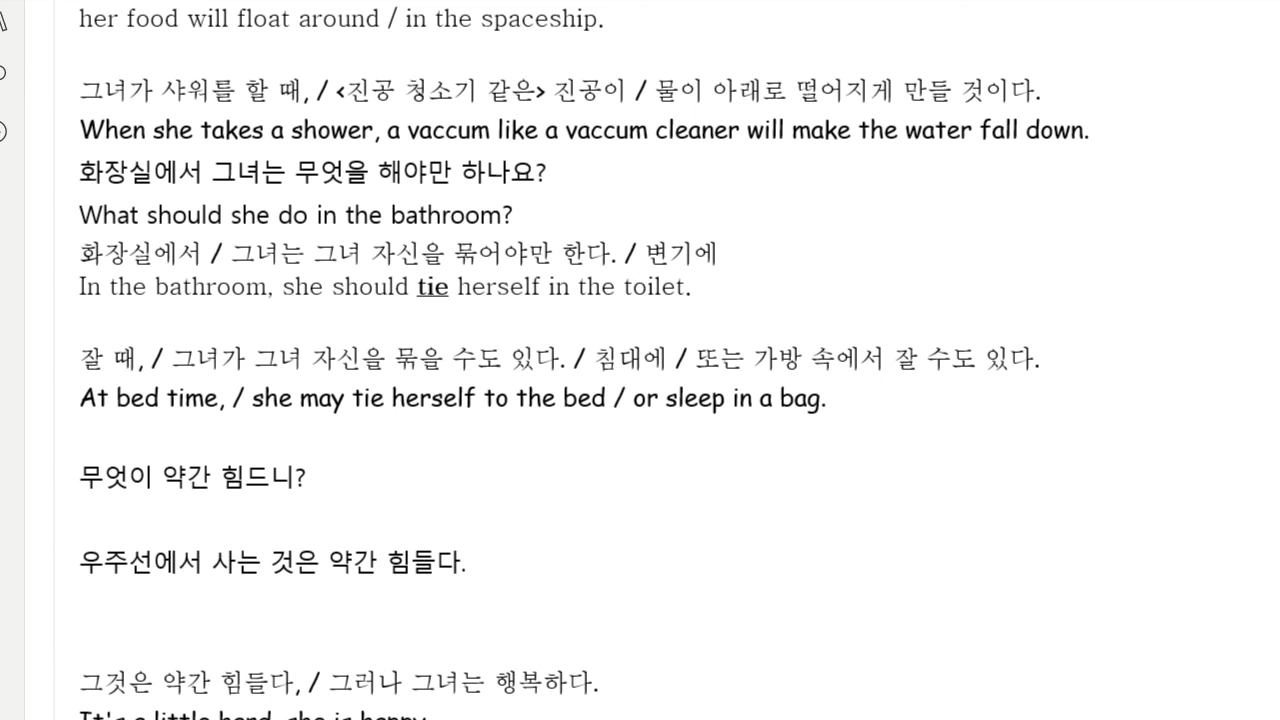 her food will float around / in the spaceship.
그녀가 샤워를 할 때, / <진공 청소기 같은> 진공이 / 물이 아래로 떨어지게 만들 것이다.
When she takes a shower, a vaccum like a vaccum cleaner will make the water fall down.
화장실에서 그녀는 무엇을 해야만 하나요?
What should she do in the bathroom?
화장실에서 / 그녀는 그녀 자신을 묶어야만 한다. / 변기에
In the bathroom, she should tie herself in the toilet.
잘 때, / 그녀가 그녀 자신을 묶을 수도 있다. / 침대에 / 또는 가방 속에서 잘 수도 있다.
At bed time, / she may tie herself to the bed / or sleep in a bag.
무엇이 약간 힘드니?
우주선에서 사는 것은 약간 힘들다.
그것은 약간 힘들다, / 그러나 그녀는 행복하다.
It's a little hard, she is happy